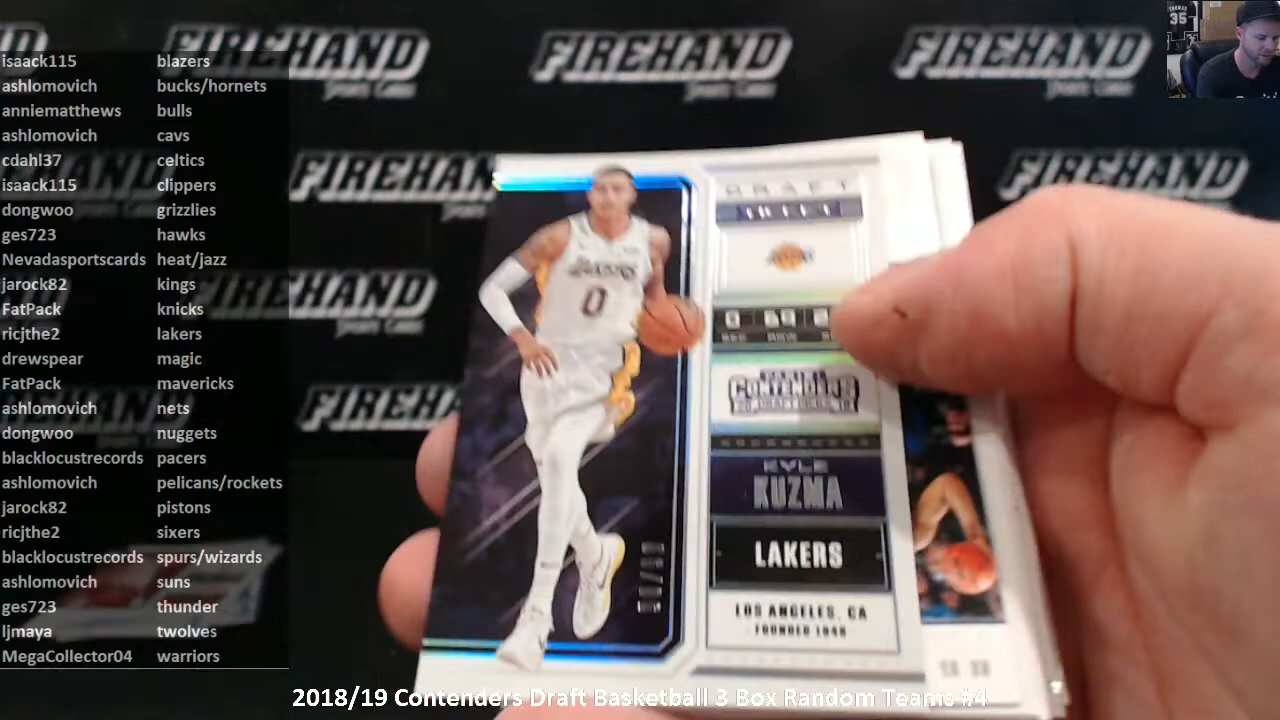 FIREHAND
FIREHAND
FIREHAND
FIREHAND
FIREHAND
FIREHAND
FIREHAND
isaack115 blazers
ashlomovich bucks/hornets
anniematthews bulls
ashlomovich cavs
cdahl37 celtics
isaack115 clippers
dongwoo grizzlies
ges723 hawks
Nevadasportscards heat/jazz
jarock82 kings
FatPack knicks
ricjthe2 lakers
drewspear magic
FatPack mavericks
ashlomovich nets
dongwoo nuggets
blacklocustrecords pacers
ashlomovich pelicans/rockets
jarock82 pistons
ricjthe2 sixers
blacklocustrecords spurs/wizards
ashlomovich suns
ges723 thunder
ljmaya twolves
MegaCollector04 warriors
35
LAKERS
0
DRAFT
TICKET
CONTENDERS
KYLE
KUZMA
LAKERS
LOS ANGELES, CA
FOUNDED 1948
2018/19 Contenders Draft Basketball 3 Box Random Teams #4